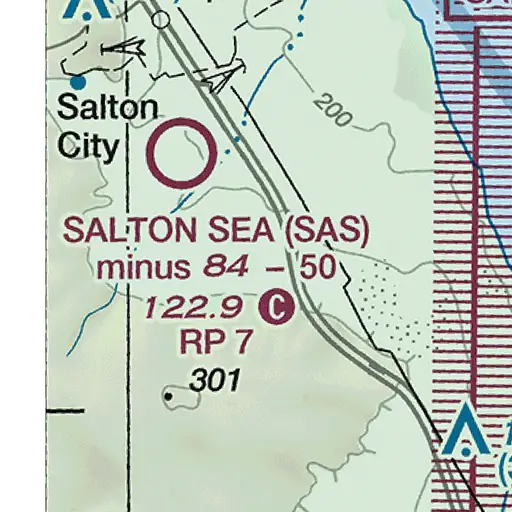 200
Salton
City
SALTON SEA (SAS)
minus 84 – 50
122.9 C
RP 7
301